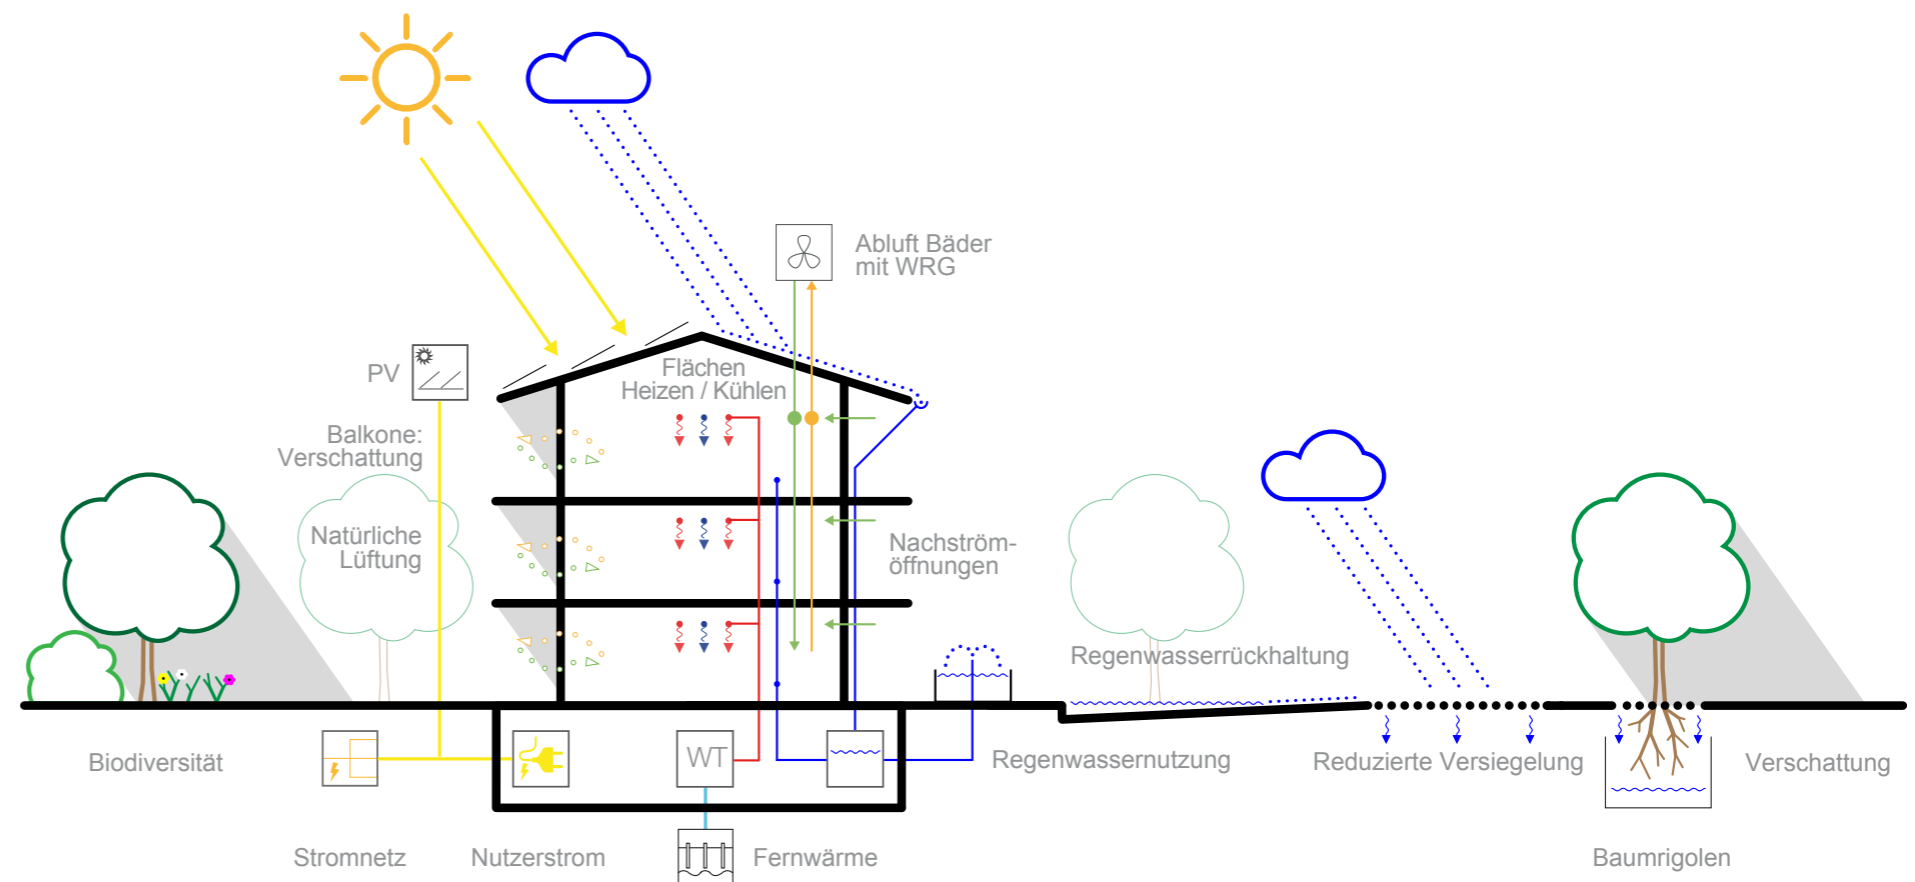 Abluft Bäder
mit WRG
PV
Flächen
Heizen / Kühlen
Balkone:
Verschattung
Natürliche
Lüftung
Nachström-
öffnungen
Regenwasserrückhaltung
Biodiversität
WT
Regenwassernutzung
Reduzierte Versiegelung
Verschattung
Stromnetz
Nutzerstrom
Fernwärme
Baumrigolen